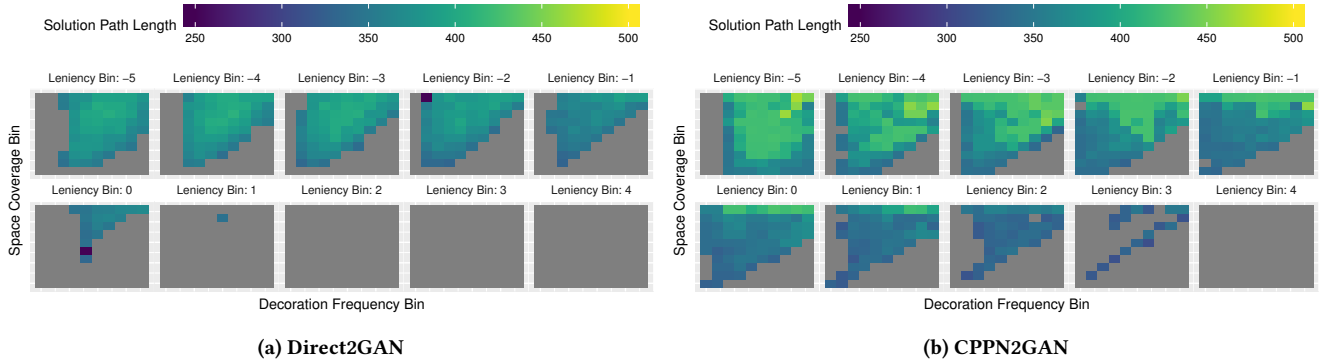 Solution Path Length
250 300 350 400 450 500
Leniency Bin: −5 Leniency Bin: −4 Leniency Bin: −3 Leniency Bin: −2 Leniency Bin: −1
Leniency Bin: 0 Leniency Bin: 1 Leniency Bin: 2 Leniency Bin: 3 Leniency Bin: 4
Space Coverage Bin
Decoration Frequency Bin
(a) Direct2GAN
Solution Path Length
250 300 350 400 450 500
Leniency Bin: −5 Leniency Bin: −4 Leniency Bin: −3 Leniency Bin: −2 Leniency Bin: −1
Leniency Bin: 0 Leniency Bin: 1 Leniency Bin: 2 Leniency Bin: 3 Leniency Bin: 4
Space Coverage Bin
Decoration Frequency Bin
(b) CPPN2GAN